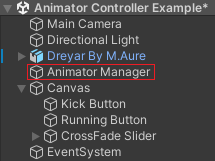 Animator Controller Example*
Main Camera
Directional Light
Dreyar By M.Aure
Animator Manager
Canvas
Kick Button
Running Button
CrossFade Slider
EventSystem